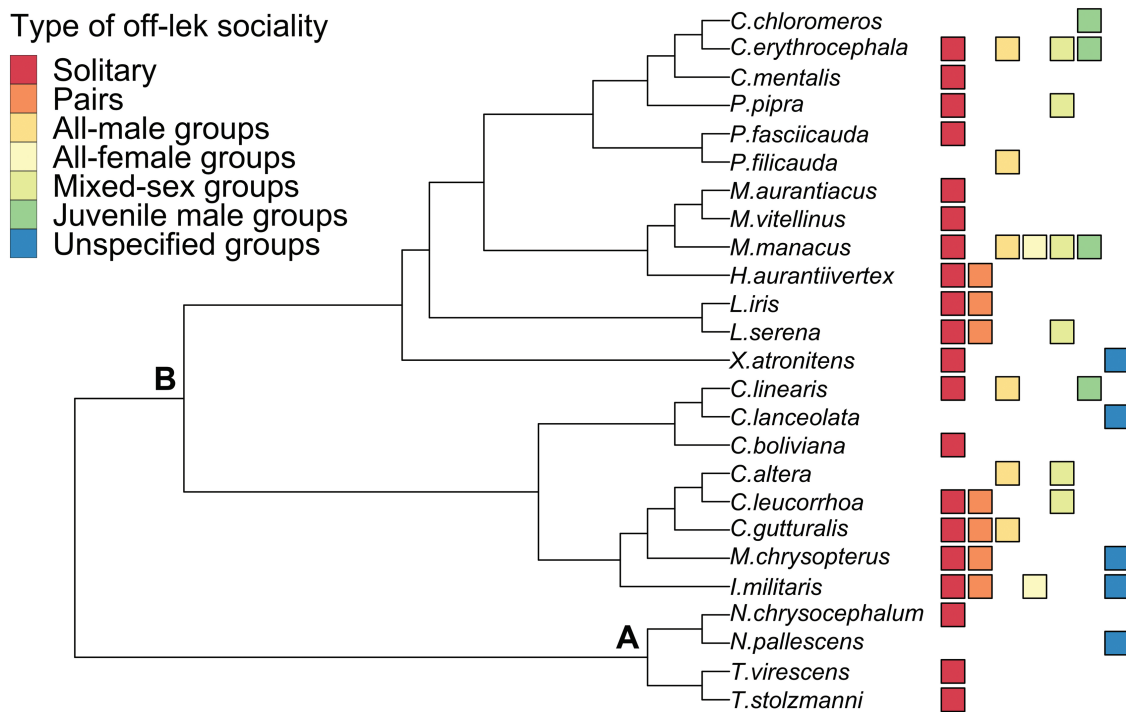 Type of off-lek sociality
Solitary
Pairs
All-male groups
All-female groups
Mixed-sex groups
Juvenile male groups
Unspecified groups
B
A
C.chloromeros
C.erythrocephala
C.mentalis
P.pipra
P.fasciicauda
P.filicauda
M.aurantiacus
M.vitellinus
M.manacus
H.aurantiivertex
L.iris
L.serena
X.atronitens
C.linearis
C.lanceolata
C.boliviana
C.altera
C.leucorrhoa
C.gutturalis
M.chrysopterus
I.militaris
N.chrysocephalum
N.pallescens
T.virescens
T.stolzmanni